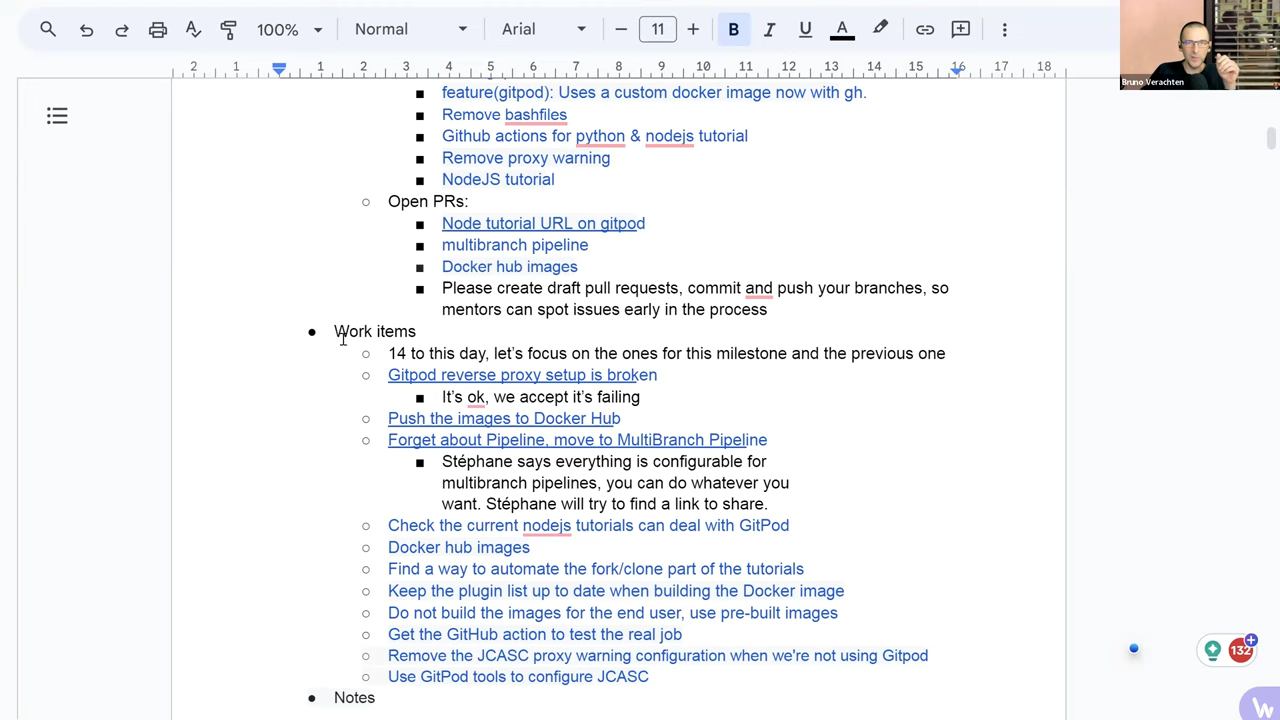 100%
Normal
Arial
11
B
I
U
A
2 1 1 2 3 4 5 6 7 8 9 10 11 12 13 14 15 16 17 18
Bruno Verachten
feature(gitpod): Uses a custom docker image now with gh.
Remove bashfiles
Github actions for python & nodejs tutorial
Remove proxy warning
NodeJS tutorial
Open PRs:
Node tutorial URL on gitpod
multibranch pipeline
Docker hub images
Please create draft pull requests, commit and push your branches, so
mentors can spot issues early in the process
Work items
14 to this day, let's focus on the ones for this milestone and the previous one
Gitpod reverse proxy setup is broken
It's ok, we accept it's failing
Push the images to Docker Hub
Forget about Pipeline, move to MultiBranch Pipeline
Stéphane says everything is configurable for
multibranch pipelines, you can do whatever you
want. Stéphane will try to find a link to share.
Check the current nodejs tutorials can deal with GitPod
Docker hub images
Find a way to automate the fork/clone part of the tutorials
Keep the plugin list up to date when building the Docker image
Do not build the images for the end user, use pre-built images
Get the GitHub action to test the real job
Remove the JCASC proxy warning configuration when we're not using Gitpod
Use GitPod tools to configure JCASC
Notes
132